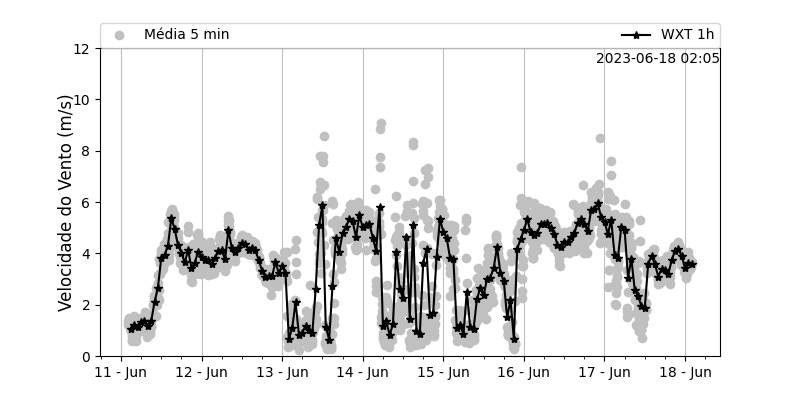 Média 5 min
WXT 1h
2023-06-18 02:05
Velocidade do Vento (m/s)
12
10
8
6
4
2
0
11 - Jun
12 - Jun
13 - Jun
14 - Jun
15 - Jun
16 - Jun
17 - Jun
18 - Jun